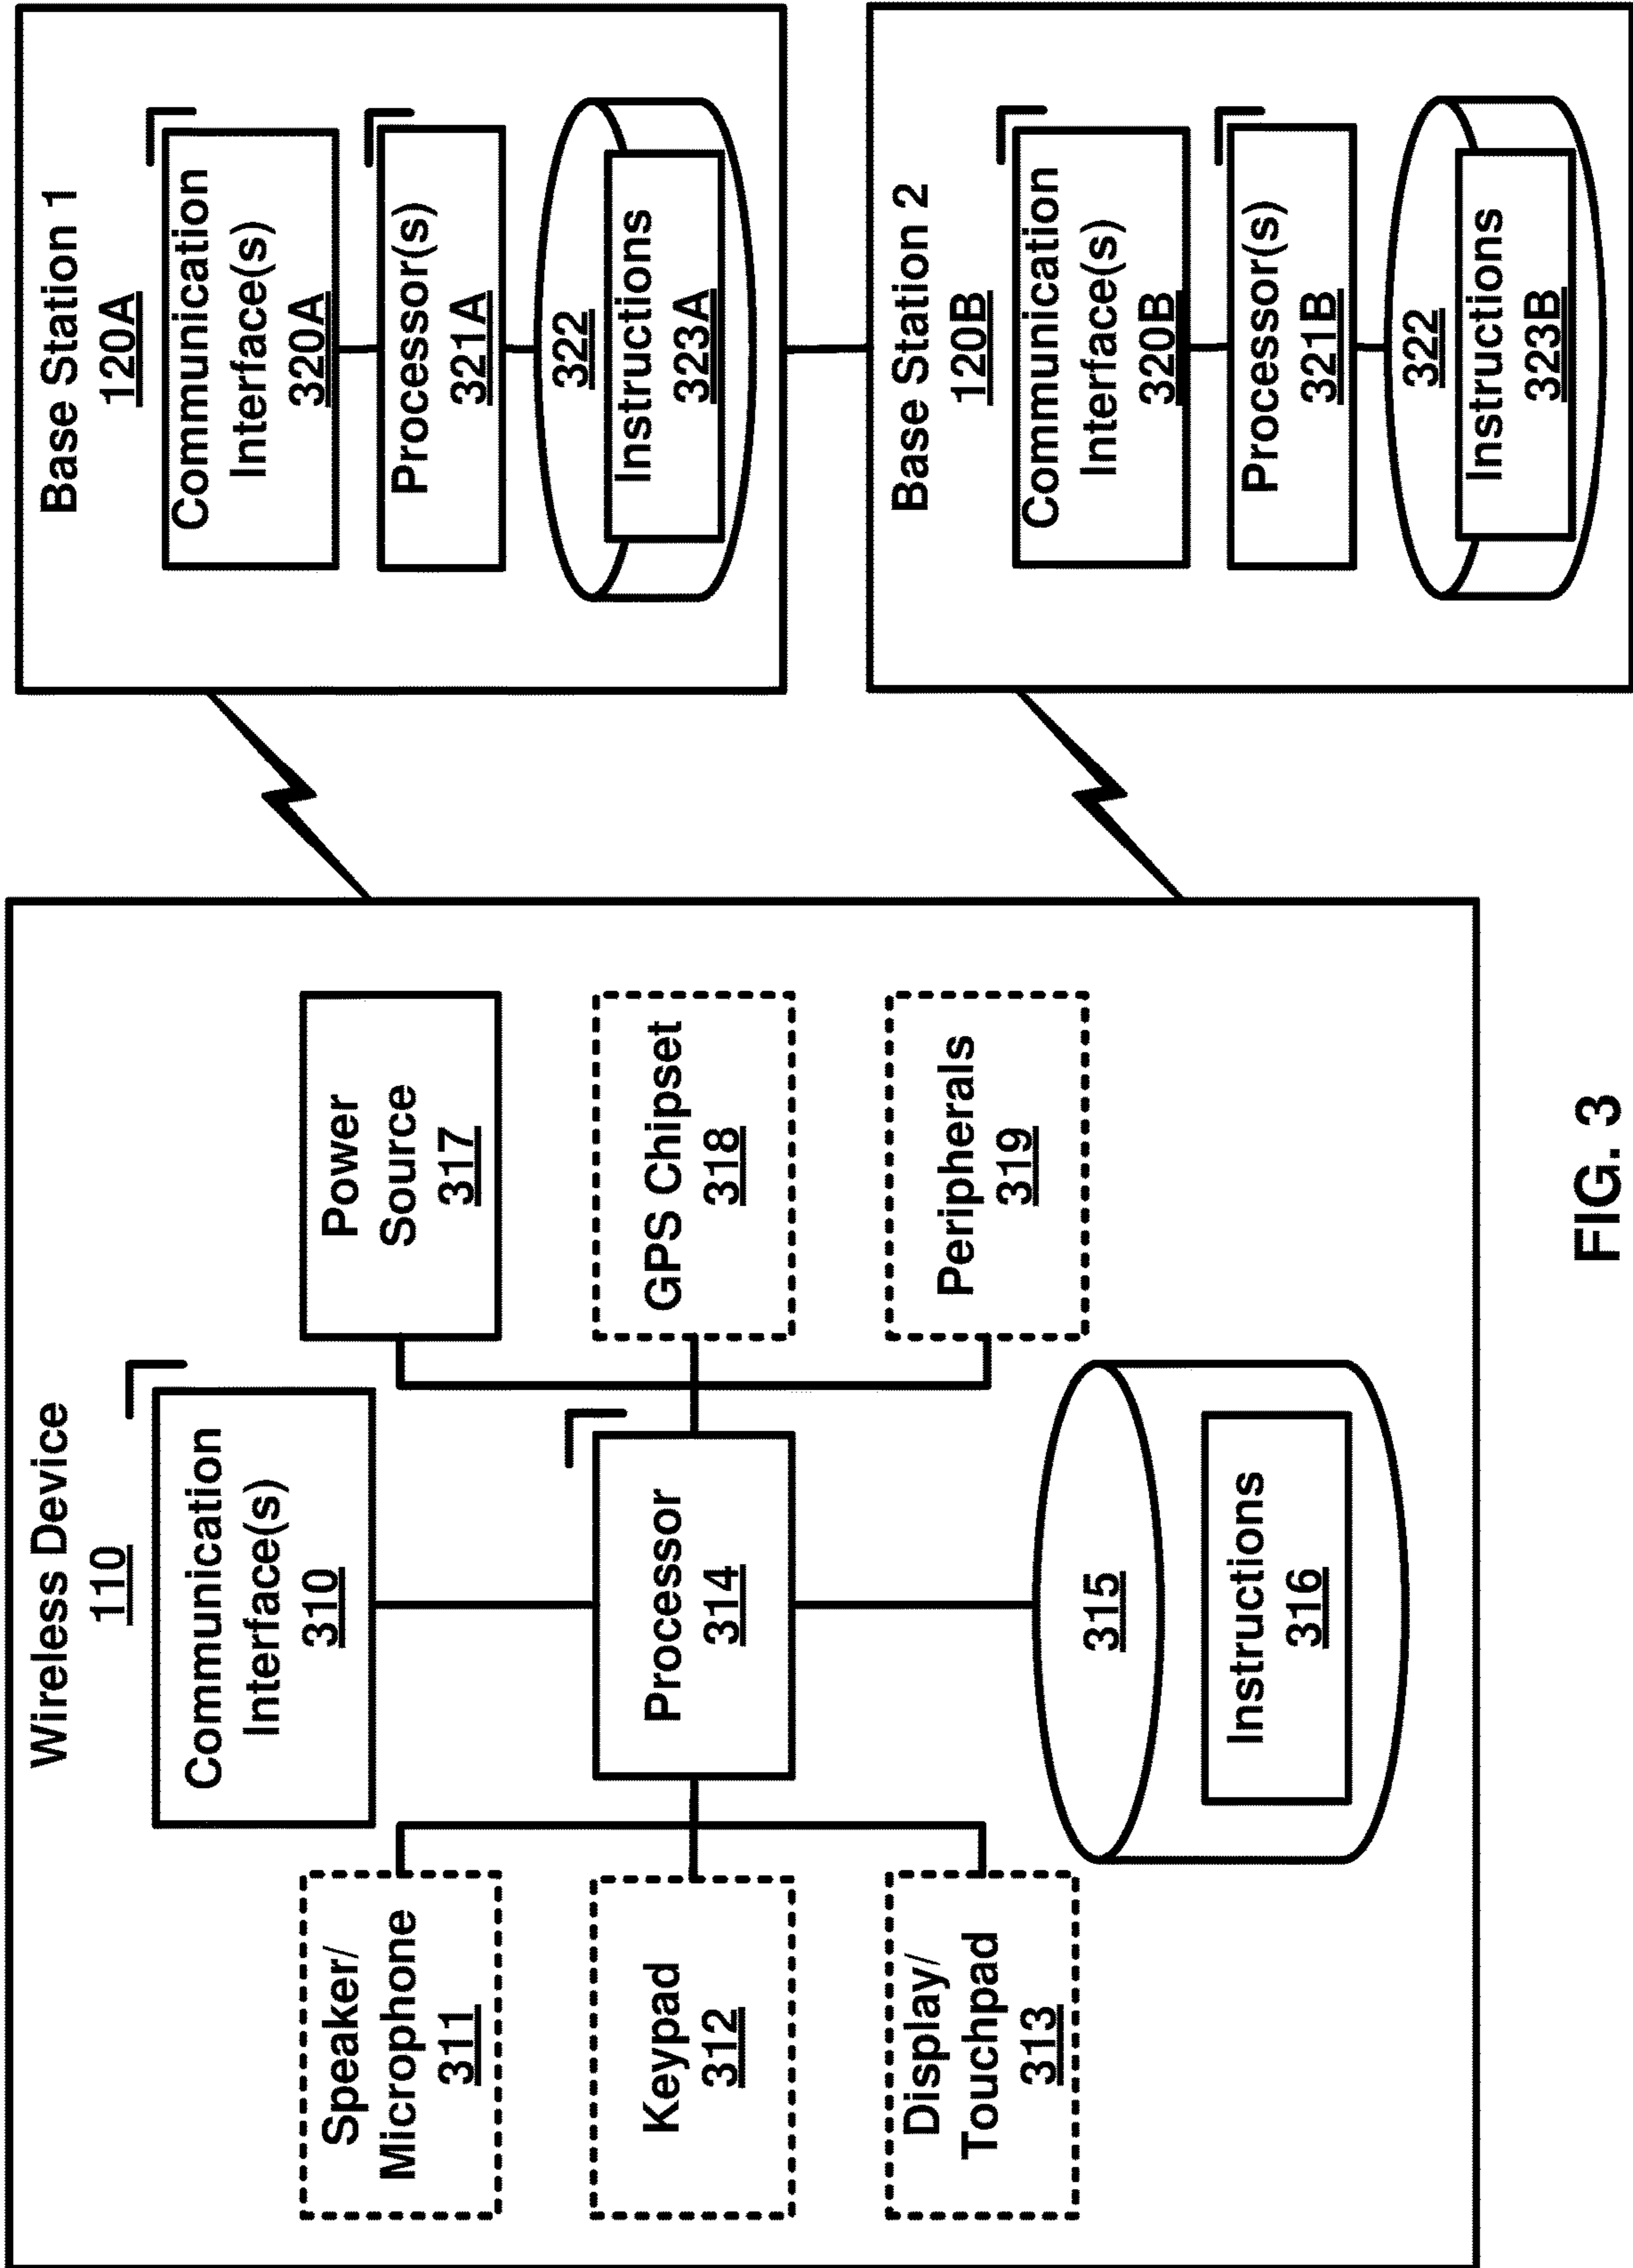 Wireless Device
110
Communication
Interface(s)
310
Speaker/
Microphone
311
Keypad
312
Display/
Touchpad
313
Processor
314
315
Instructions
316
Power
Source
317
GPS Chipset
318
Peripherals
319
Base Station 1
120A
Communication
Interface(s)
320A
Processor(s)
321A
322
Instructions
323A
Base Station 2
120B
Communication
Interface(s)
320B
Processor(s)
321B
322
Instructions
323B
FIG. 3